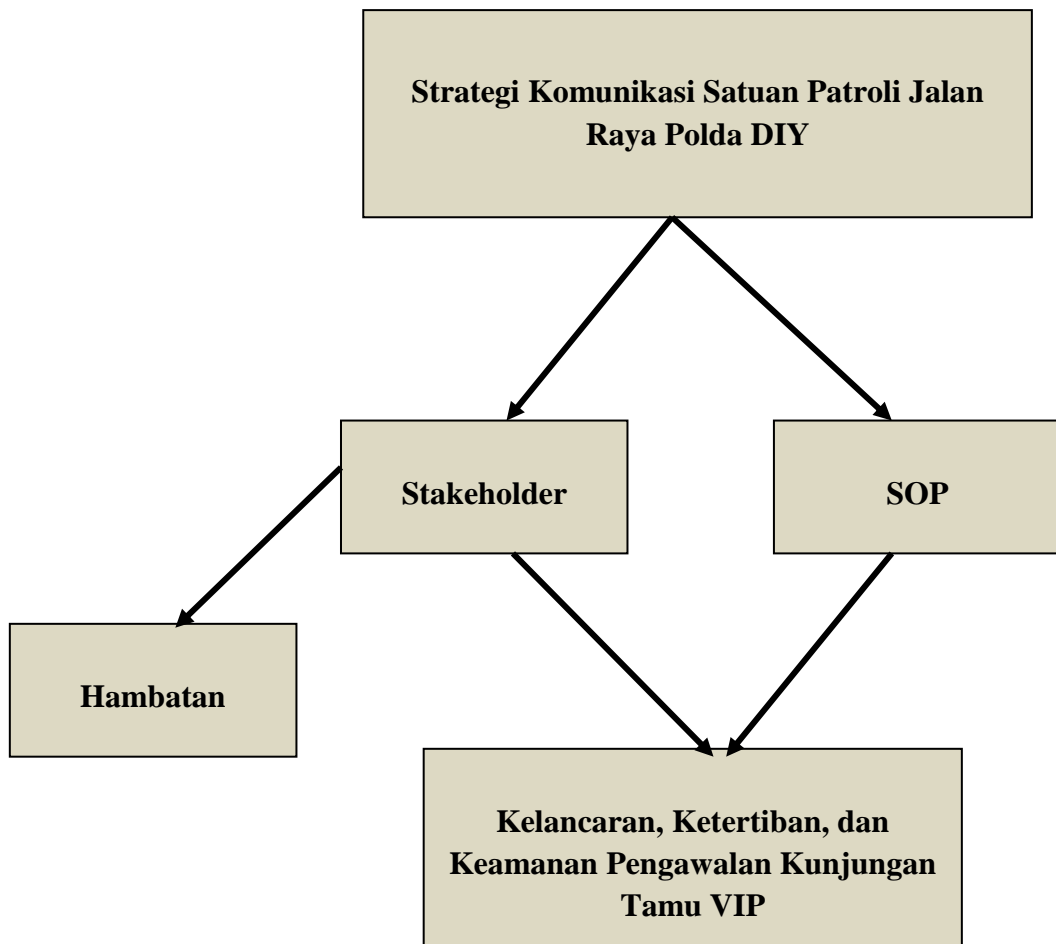 Strategi Komunikasi Satuan Patroli Jalan
Raya Polda DIY
Stakeholder
SOP
Hambatan
Kelancaran, Ketertiban, dan
Keamanan Pengawalan Kunjungan
Tamu VIP